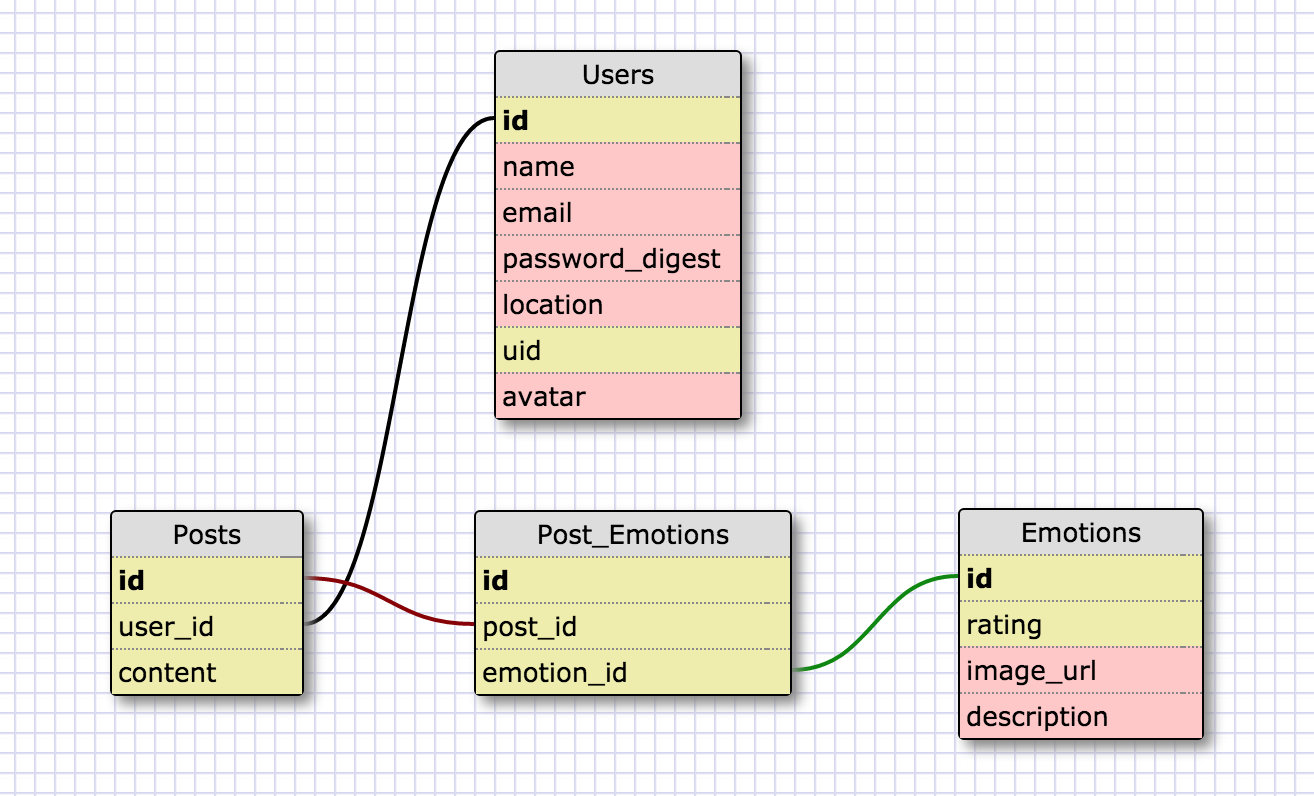 Users
id
name
email
password_digest
location
uid
avatar
Posts
id
user_id
content
Post_Emotions
id
post_id
emotion_id
Emotions
id
rating
image_url
description